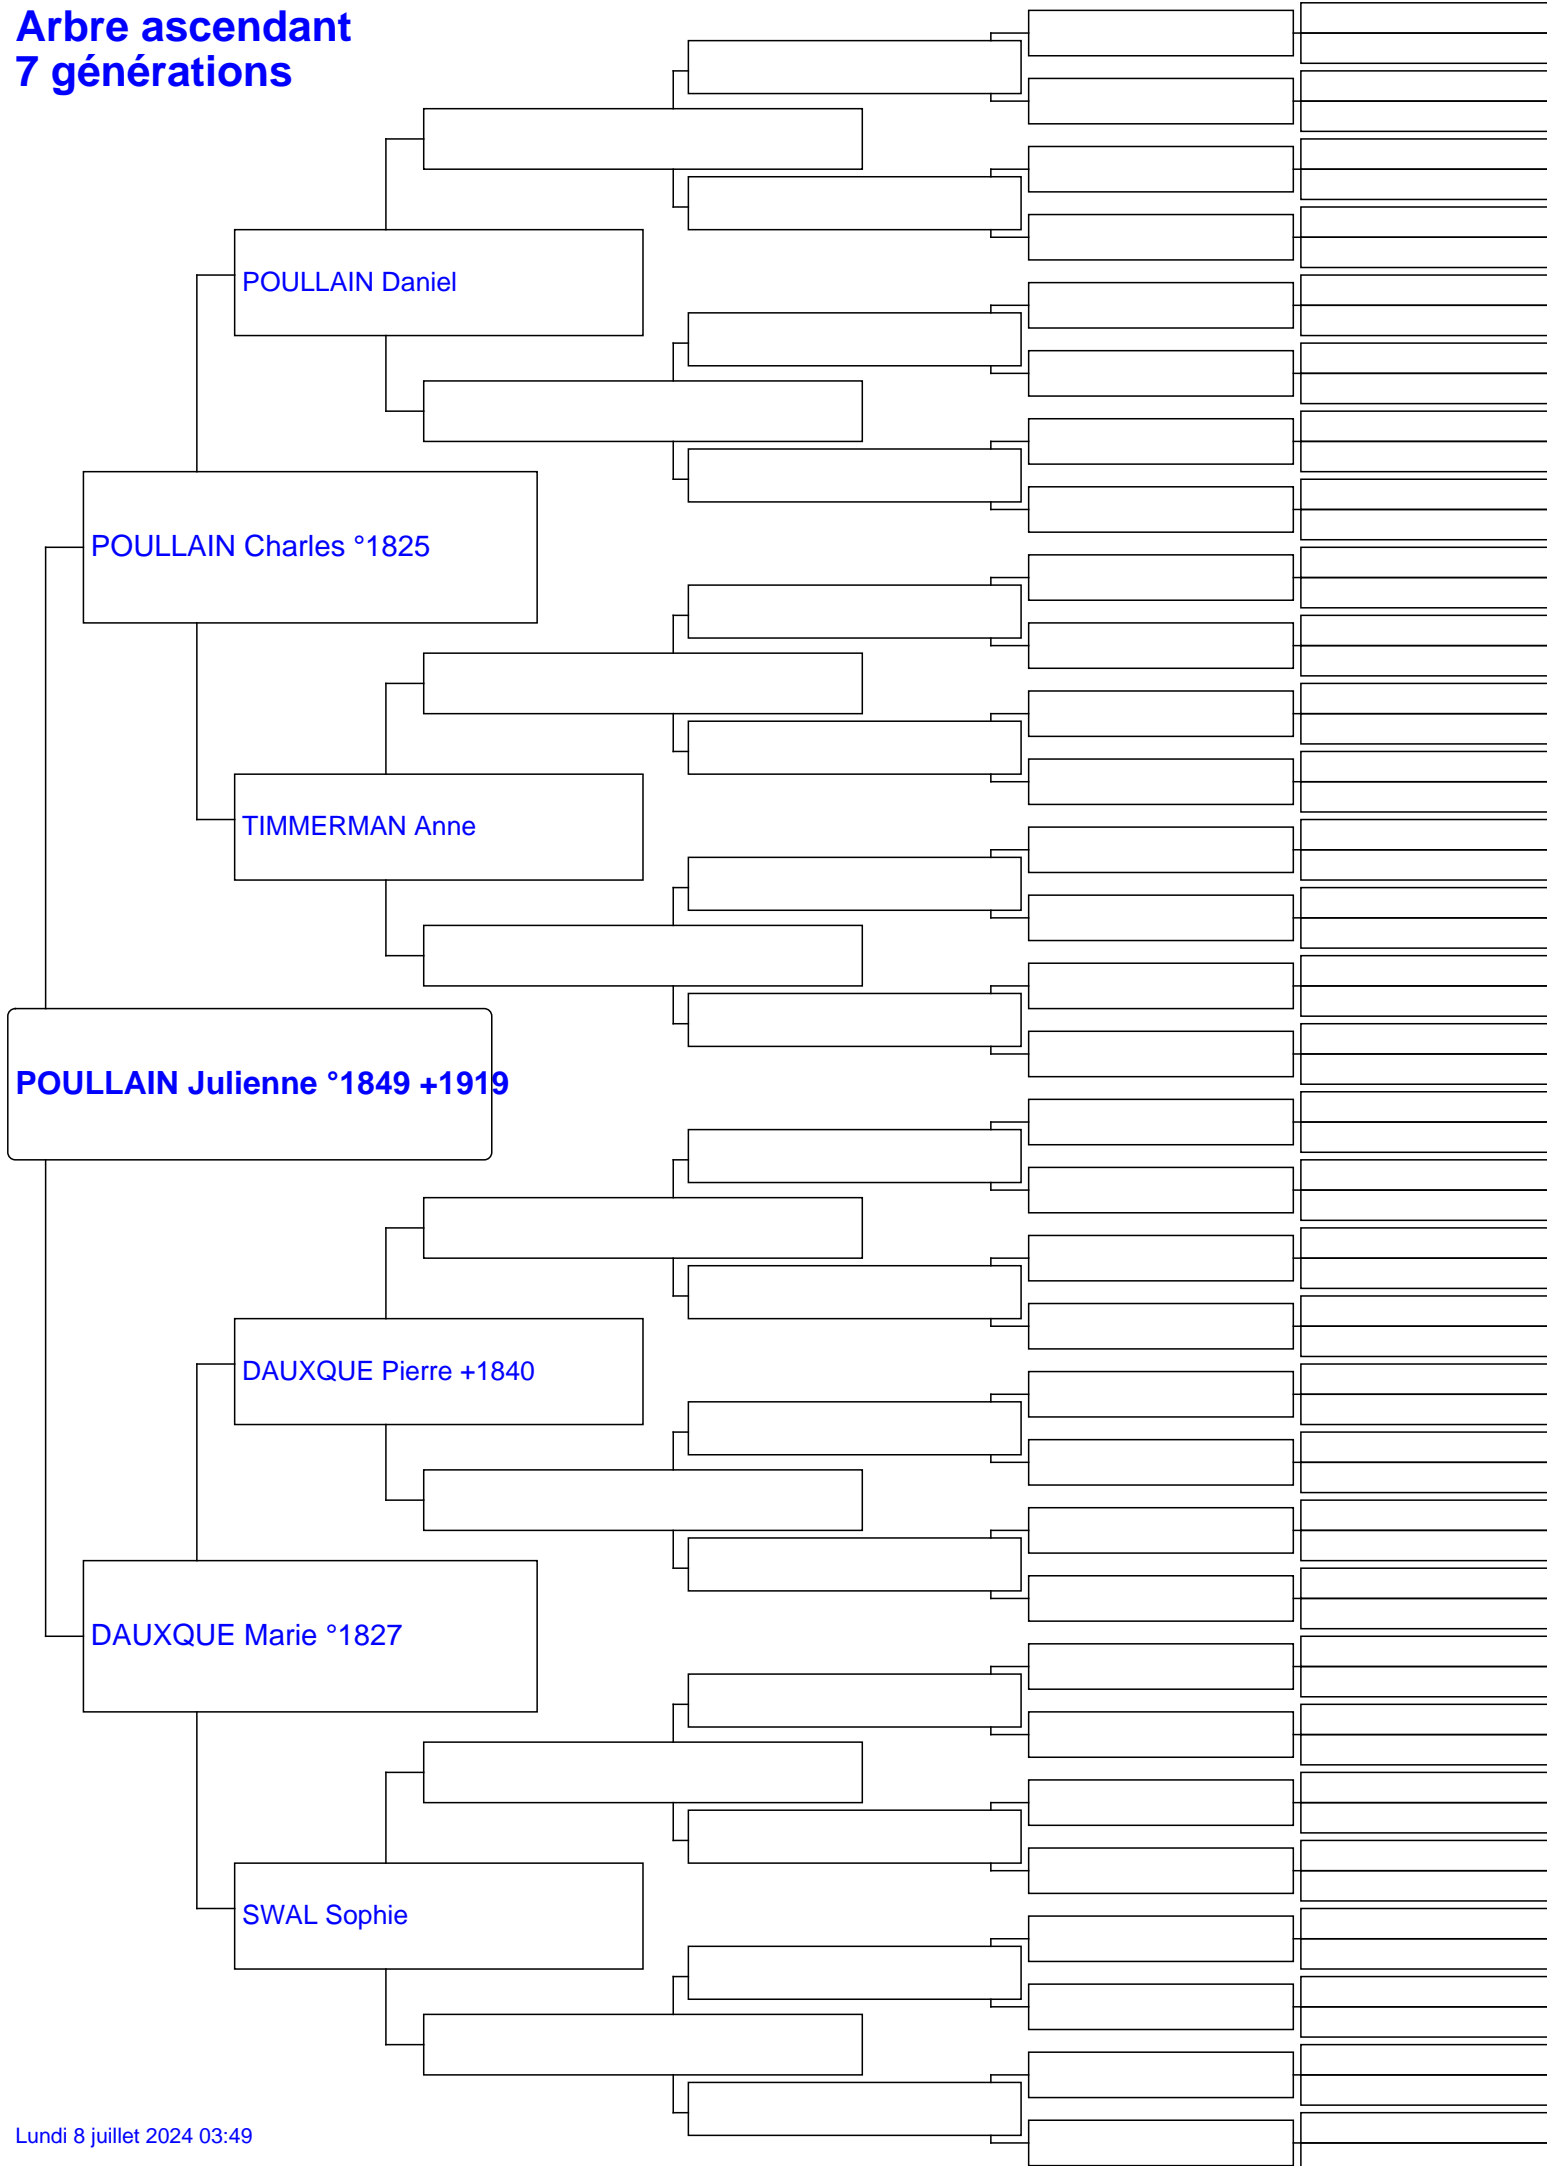 Arbre ascendant
7 générations
POULLAIN Daniel
POULLAIN Charles °1825
TIMMERMAN Anne
POULLAIN Julienne °1849 +1919
DAUXQUE Pierre +1840
DAUXQUE Marie °1827
SWAL Sophie
Lundi 8 juillet 2024 03:49